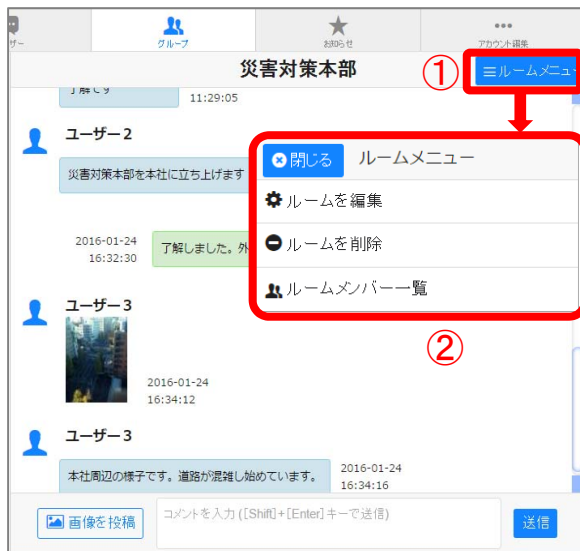 ザー
グループ
お知らせ
アカウント編集
災害対策本部
①
≡ルームメニュー
了解です
11:29:05
ユーザー2
災害対策本部を本社に立ち上げます
閉じる
ルームメニュー
ルームを編集
ルームを削除
ルームメンバー一覧
②
2016-01-24
16:32:30
了解しました。外
ユーザー3
2016-01-24
16:34:12
ユーザー3
本社周辺の様子です。道路が混雑し始めています。
2016-01-24
16:34:16
画像を投稿
コメントを入力 ([Shift]+[Enter]キーで送信)
送信